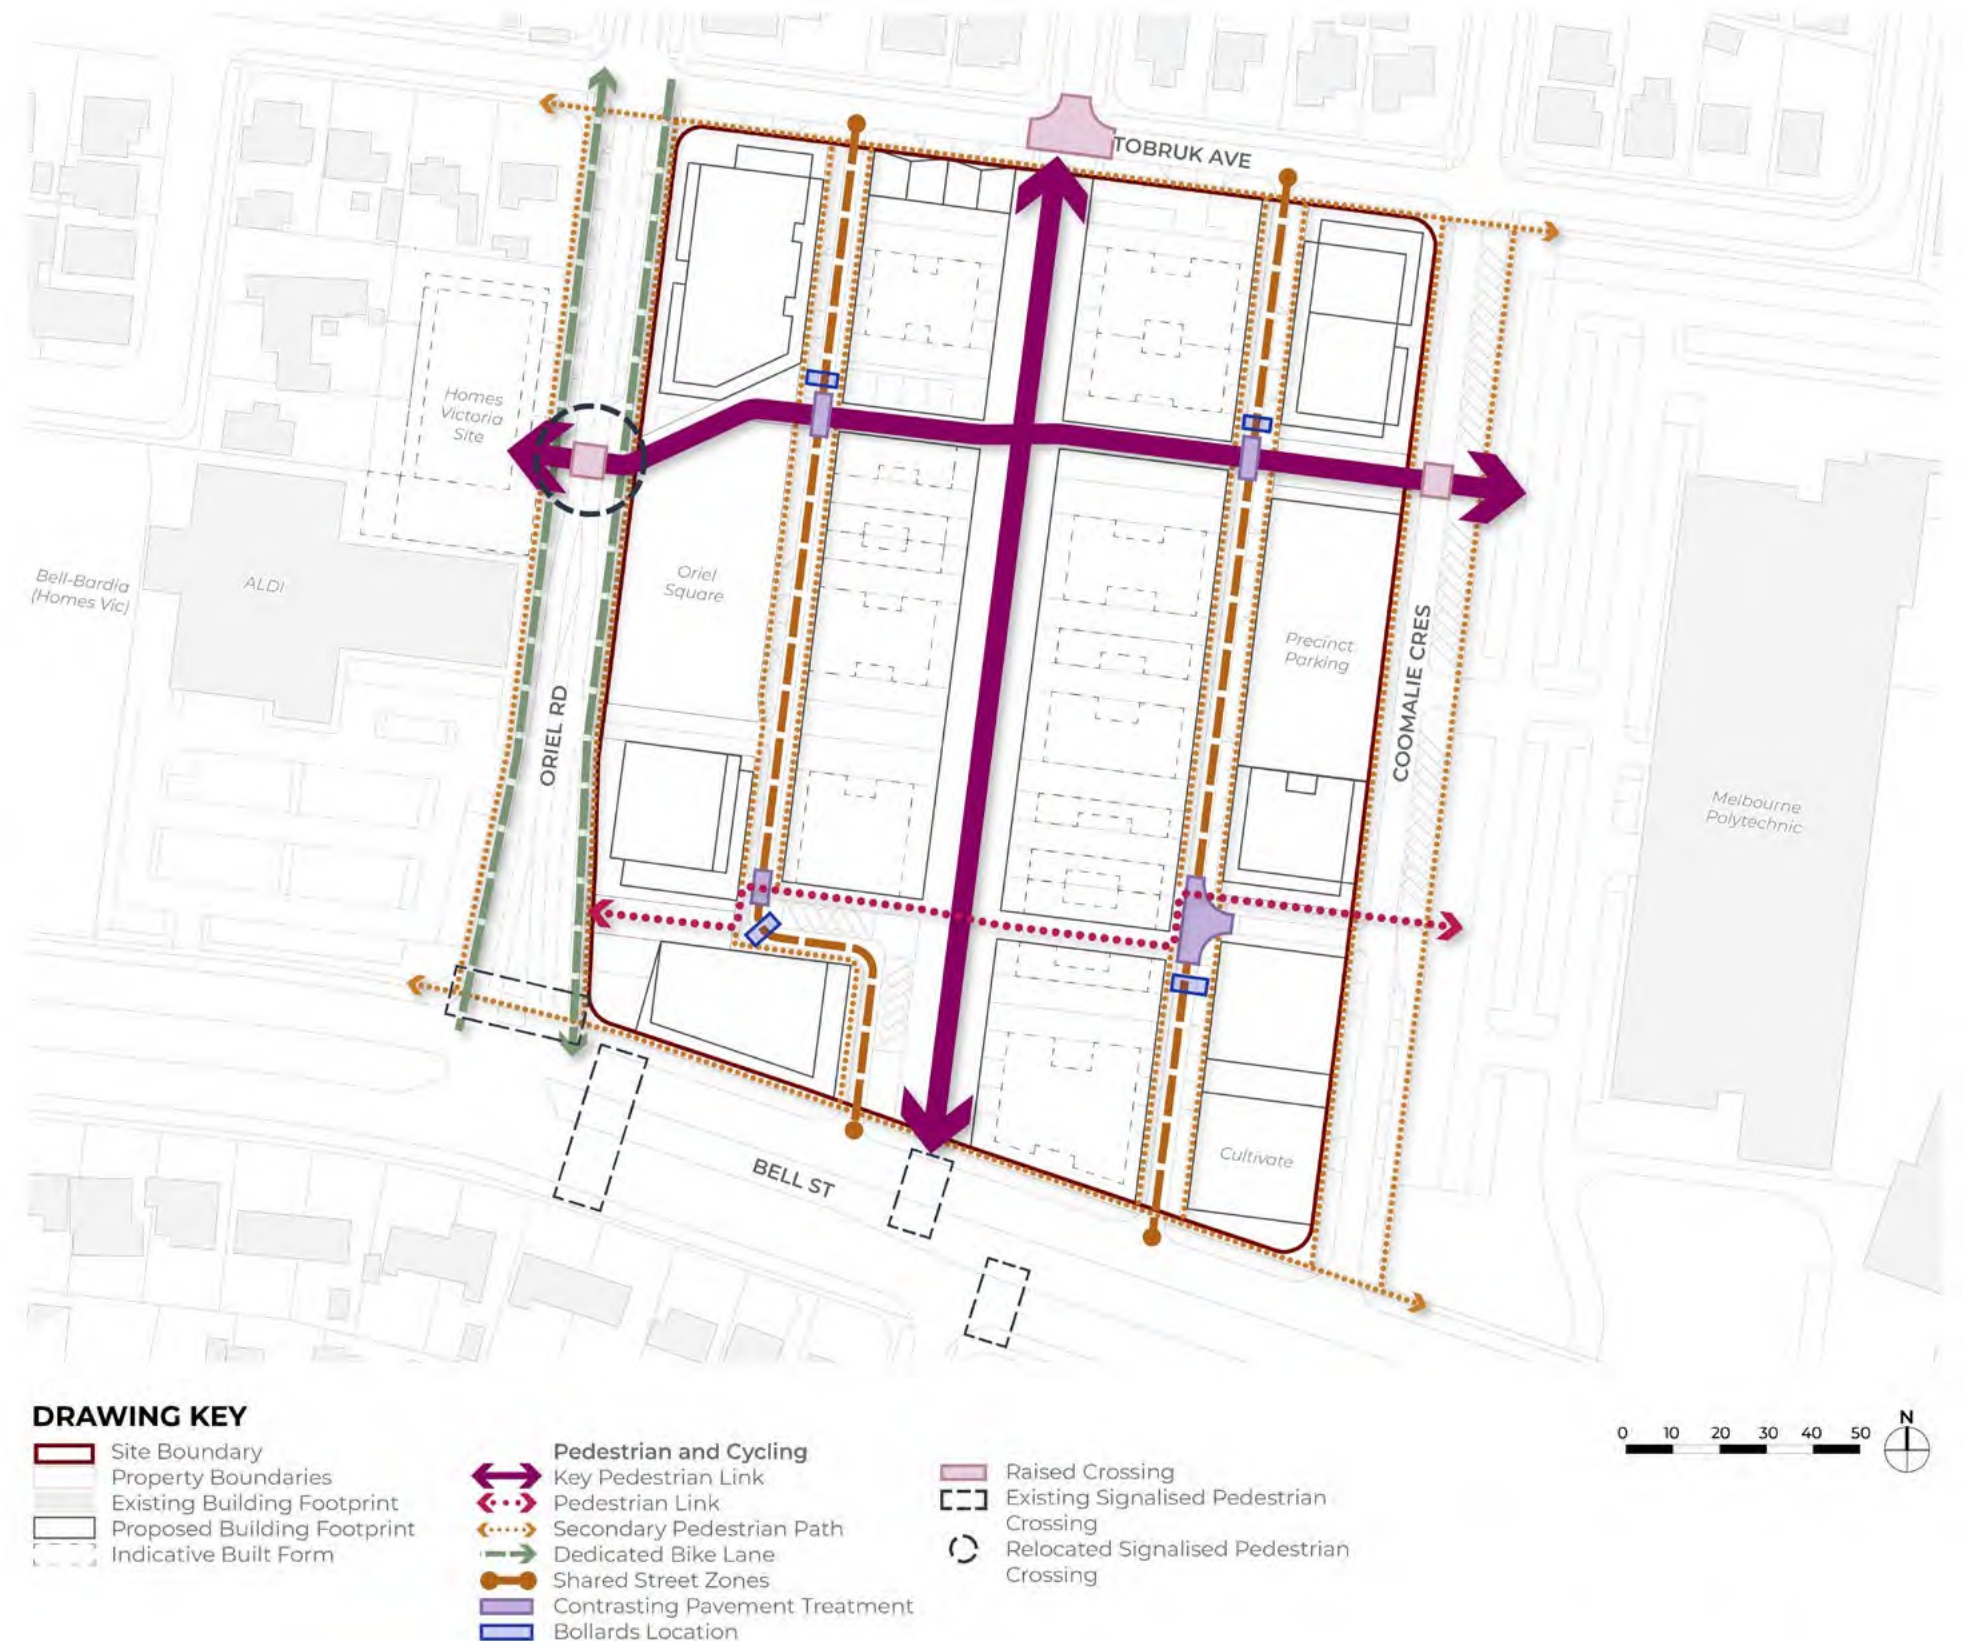 TOBRUK AVE
Homes
Victoria
Site
Bell-Bardia
(Homes Vic)
ALDI
Oriel
Square
Precinct
Parking
ORIEL RD
COOMALIE CRES
Melbourne
Polytechnic
Cultivate
BELL ST
DRAWING KEY
Site Boundary
Property Boundaries
Existing Building Footprint
Proposed Building Footprint
Indicative Built Form
Pedestrian and Cycling
Key Pedestrian Link
Pedestrian Link
Secondary Pedestrian Path
Dedicated Bike Lane
Shared Street Zones
Contrasting Pavement Treatment
Bollards Location
Raised Crossing
Existing Signalised Pedestrian
Crossing
Relocated Signalised Pedestrian
Crossing
0 10 20 30 40 50
N